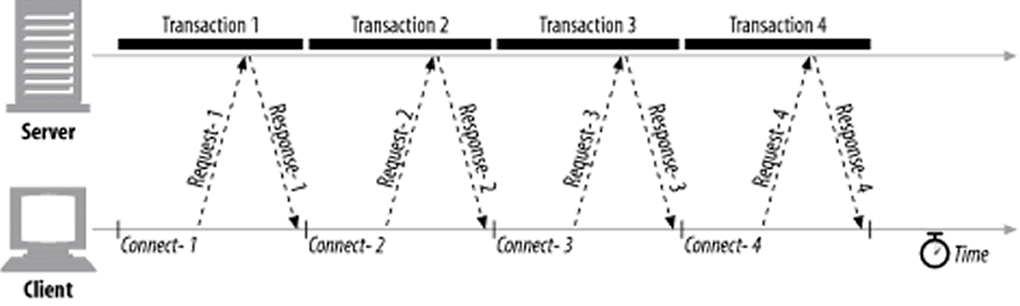 Transaction 1
Transaction 2
Transaction 3
Transaction 4
Server
Request- 1
Response- 1
Request- 2
Response- 2
Request- 3
Response- 3
Request- 4
Response- 4
Connect- 1
Connect- 2
Connect- 3
Connect- 4
Time
Client